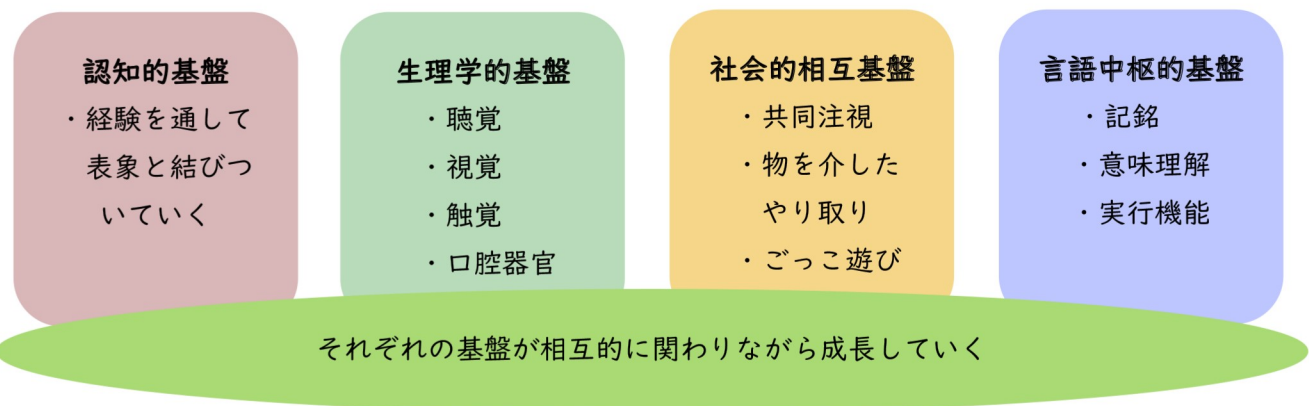 認知的基盤
・経験を通して
表象と結びつ
いていく
生理学的基盤
・聴覚
・視覚
・触覚
・口腔器官
社会的相互基盤
・共同注視
・物を介した
やり取り
・ごっこ遊び
言語中枢的基盤
・記銘
・意味理解
・実行機能
それぞれの基盤が相互的に関わりながら成長していく